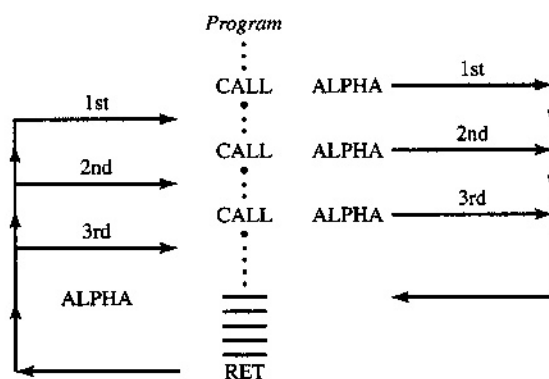 Program
CALL ALPHA 1st
1st
CALL ALPHA 2nd
2nd
CALL ALPHA 3rd
3rd
ALPHA
RET